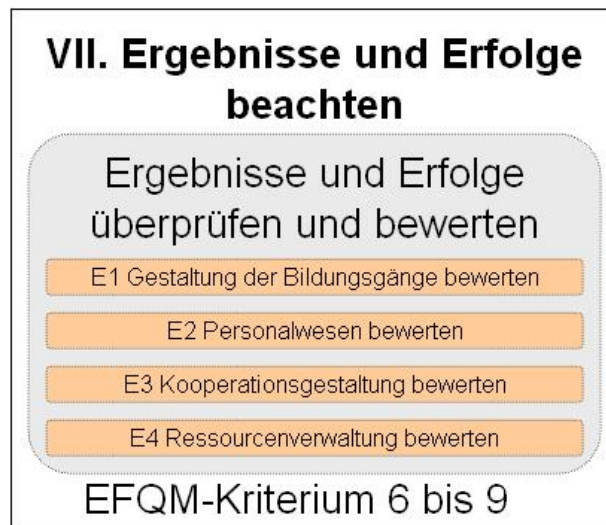 VII. Ergebnisse und Erfolge
beachten
Ergebnisse und Erfolge
überprüfen und bewerten
E1 Gestaltung der Bildungsgänge bewerten
E2 Personalwesen bewerten
E3 Kooperationsgestaltung bewerten
E4 Ressourcenverwaltung bewerten
EFQM-Kriterium 6 bis 9